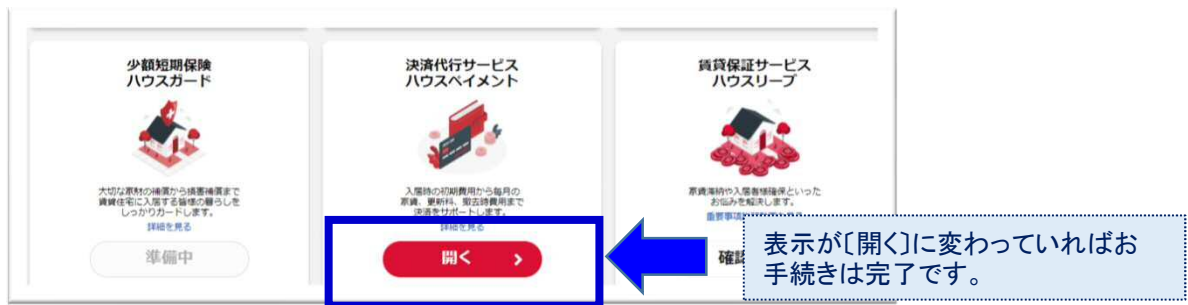 少額短期保険
ハウスガード
大切な家財の補償から損害補償まで
賃貸住宅に入居する皆様の暮らしを
しっかりガードします。
詳細を見る
準備中
決済代行サービス
ハウスペイメント
入居時の初期費用から毎月の
家賃、更新料、退去時費用まで
決済をサポートします。
詳細を見る
開く
賃貸保証サービス
ハウスリーブ
家賃滞納や入居者様確保といった
お悩みを解決します。
重要事項
確認
表示が〔開く〕に変わっていればお
手続きは完了です。